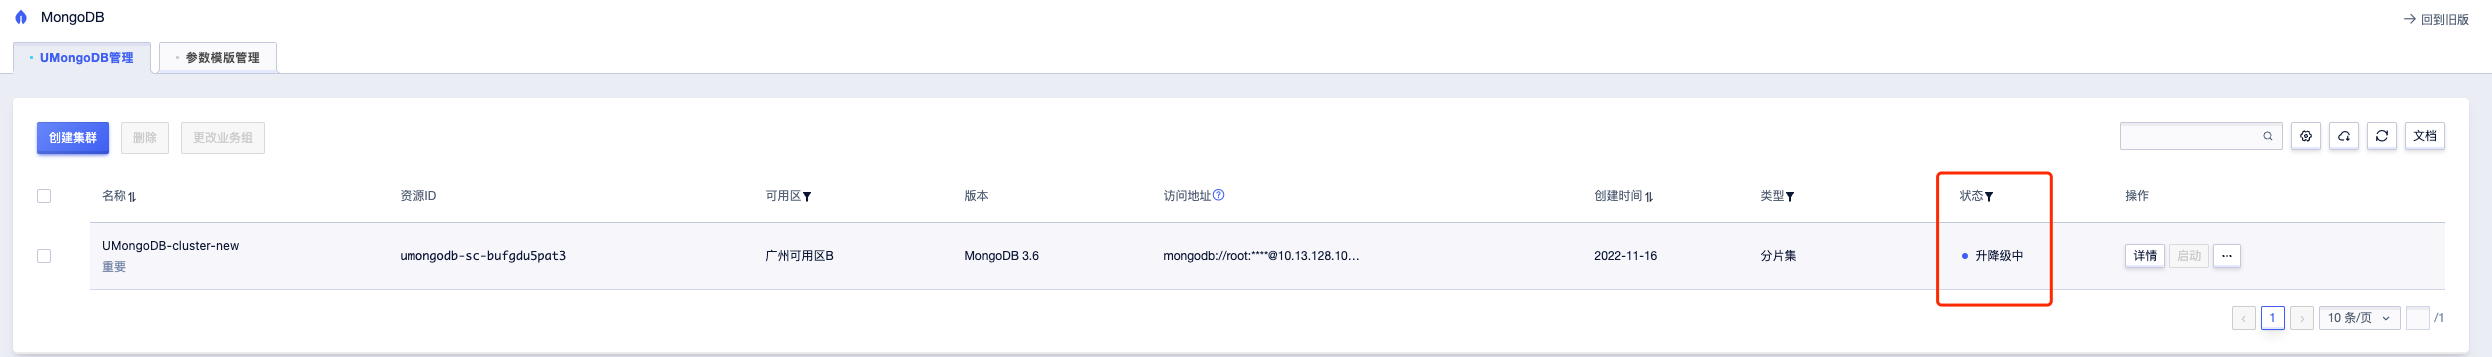 MongoDB
回到旧版
UMongoDB管理
参数模版管理
创建集群 删除 更改业务组 文档
名称 资源ID 可用区 版本 访问地址 创建时间 类型 状态 操作
UMongoDB-cluster-new
重要
umongodb-sc-bufgdu5pat3 广州可用区B MongoDB 3.6 mongodb://root:****@10.13.128.10... 2022-11-16 分片集 升降级中 详情 启动 ...
1 10 条/页 /1